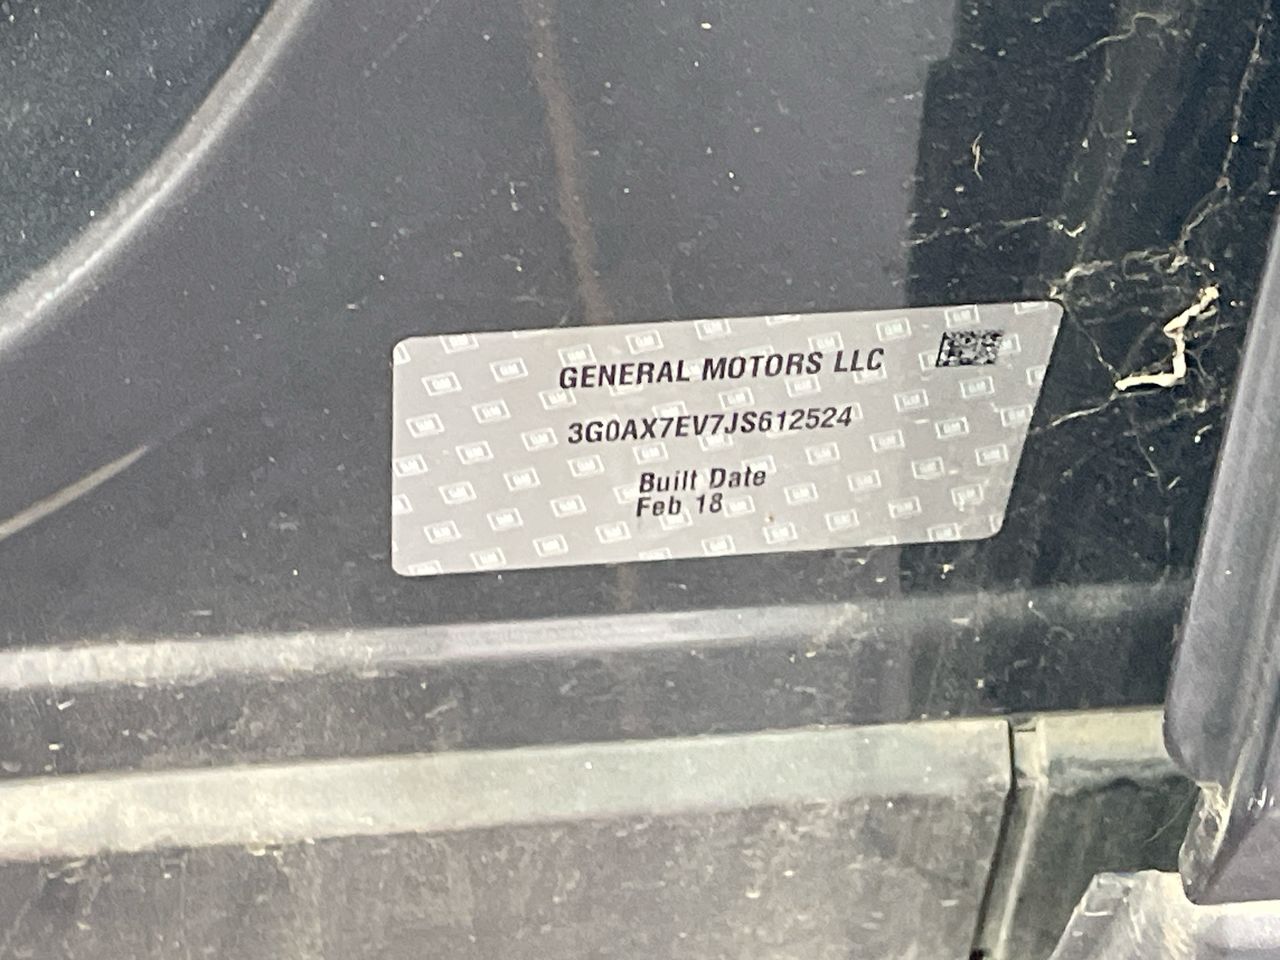 GENERAL MOTORS LLC
3G0AX7EV7JS612524
Built Date
Feb 18